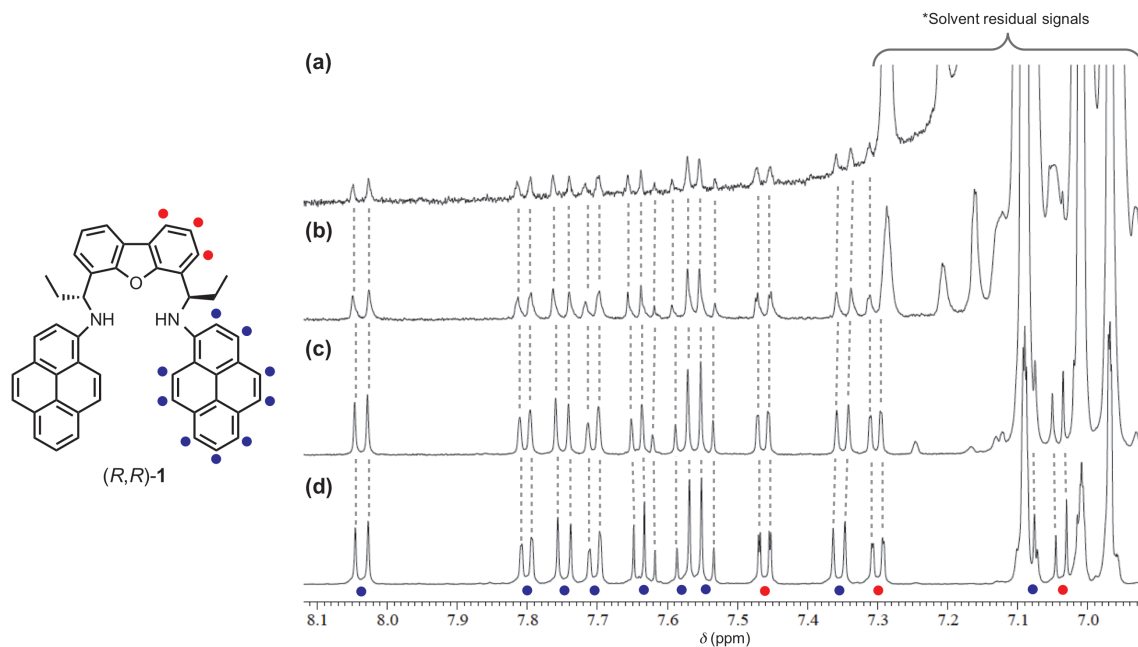 *Solvent residual signals
(a)
(b)
(c)
(d)
O
NH
HN
(R,R)-1
8.1 8.0 7.9 7.8 7.7 7.6 7.5 7.4 7.3 7.2 7.1 7.0
δ (ppm)